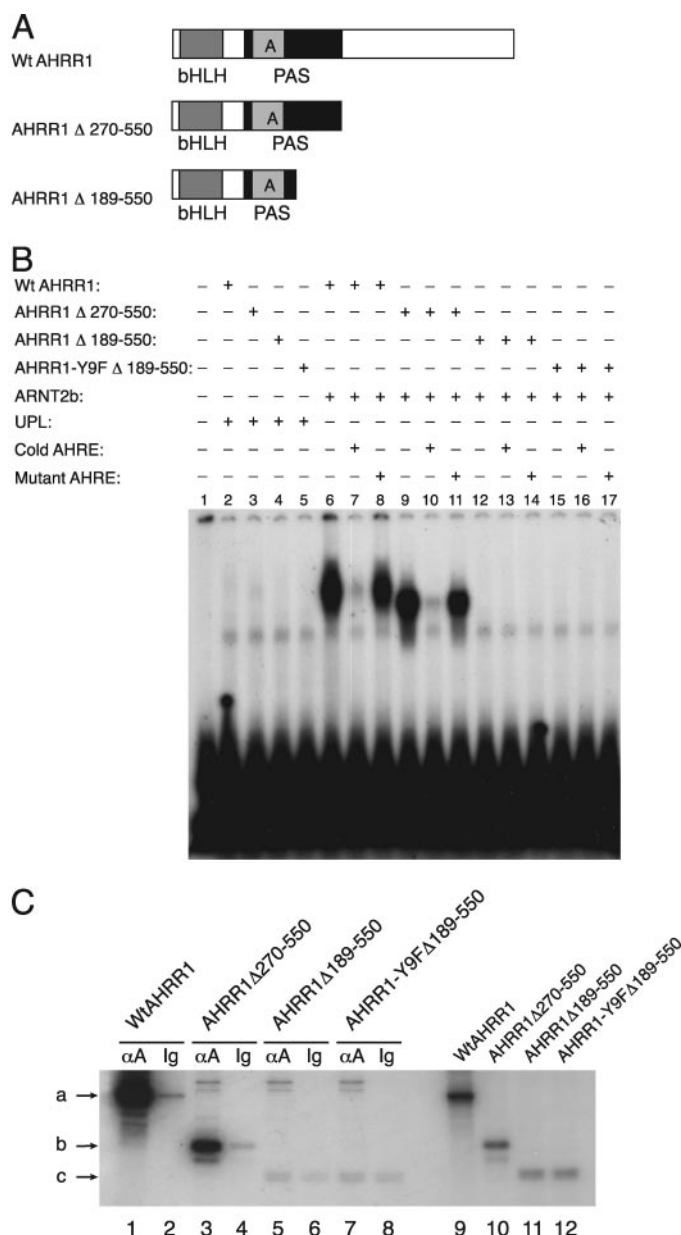 A
Wt AHRR1
A
bHLH PAS
AHRR1 Δ 270-550
A
bHLH PAS
AHRR1 Δ 189-550
A
bHLH PAS
B
Wt AHRR1: – + – – – + + + – – – – – – – – –
AHRR1 Δ 270-550: – – + – – – – – + + + – – – – – –
AHRR1 Δ 189-550: – – – + – – – – – – – + + + – – –
AHRR1-Y9F Δ 189-550: – – – – + – – – – – – – – – + + +
ARNT2b: – – – – – + + + + + + + + + + + +
UPL: – + + + + – – – – – – – – – – – –
Cold AHRE: – – – – – – + – – + – – + – – + –
Mutant AHRE: – – – – – – – + – – + – – + – – +
1 2 3 4 5 6 7 8 9 10 11 12 13 14 15 16 17
C
WtAHRR1 AHRR1Δ270-550 AHRR1Δ189-550 AHRR1-Y9FΔ189-550 WtAHRR1 AHRR1Δ270-550 AHRR1Δ189-550 AHRR1-Y9FΔ189-550
αA Ig αA Ig αA Ig αA Ig
a
b
c
1 2 3 4 5 6 7 8 9 10 11 12